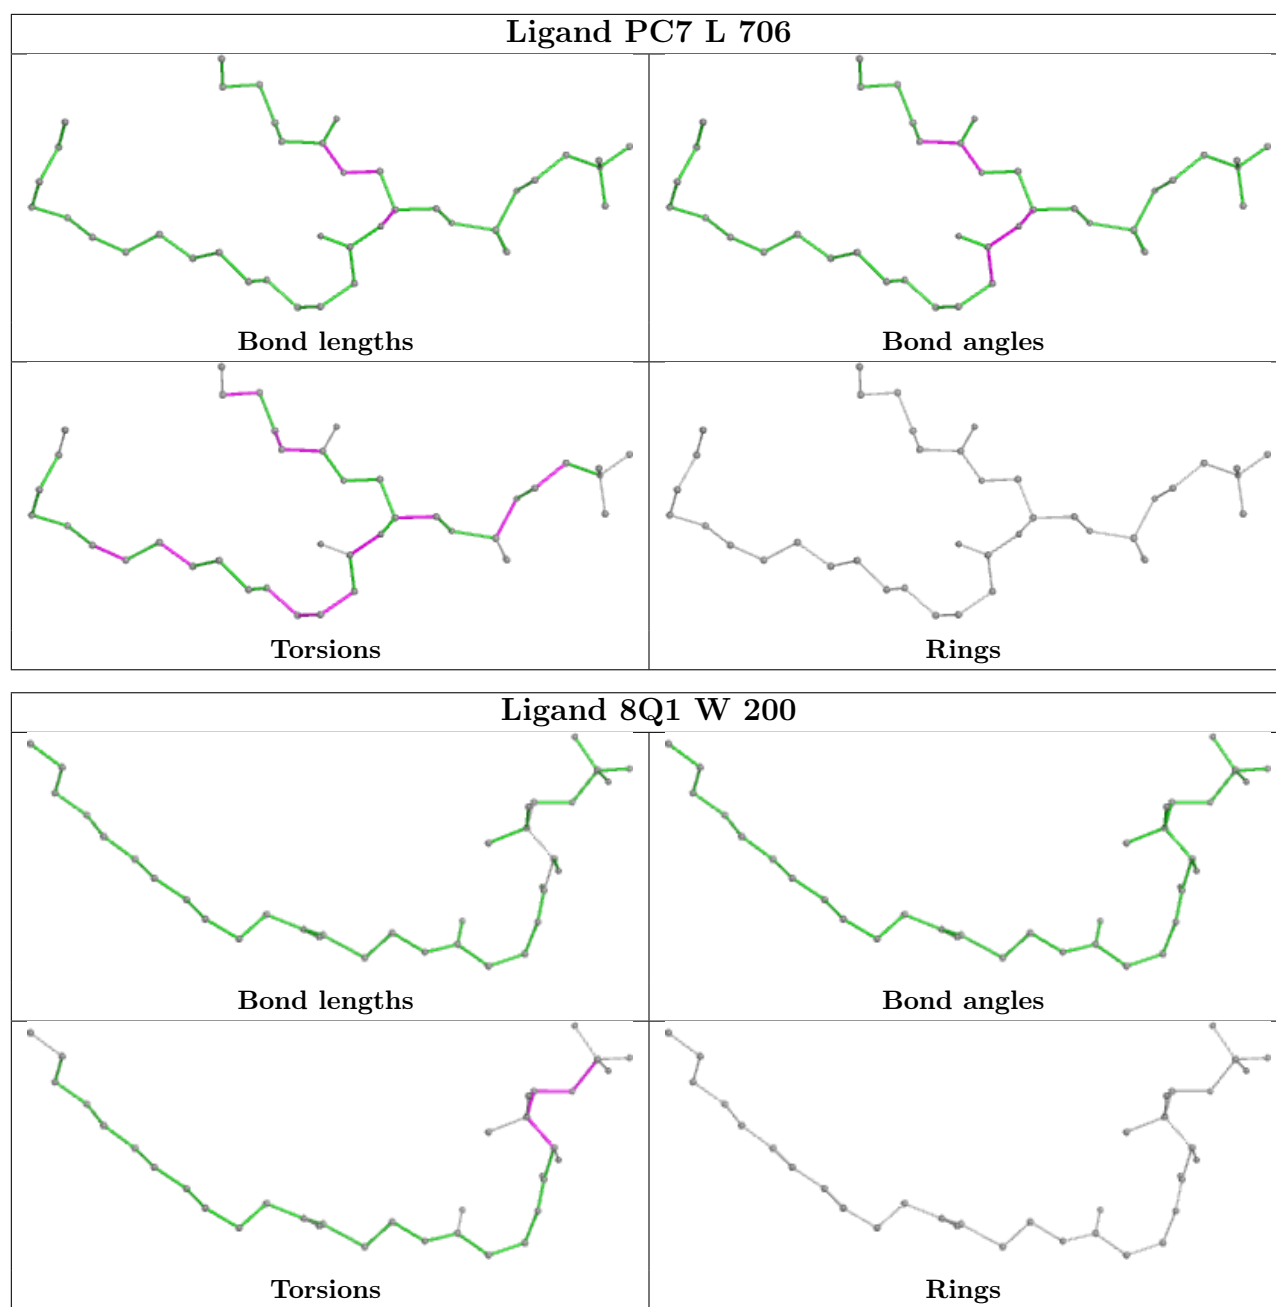 Ligand PC7 L 706
Bond lengths
Bond angles
Torsions
Rings
Ligand 8Q1 W 200
Bond lengths
Bond angles
Torsions
Rings